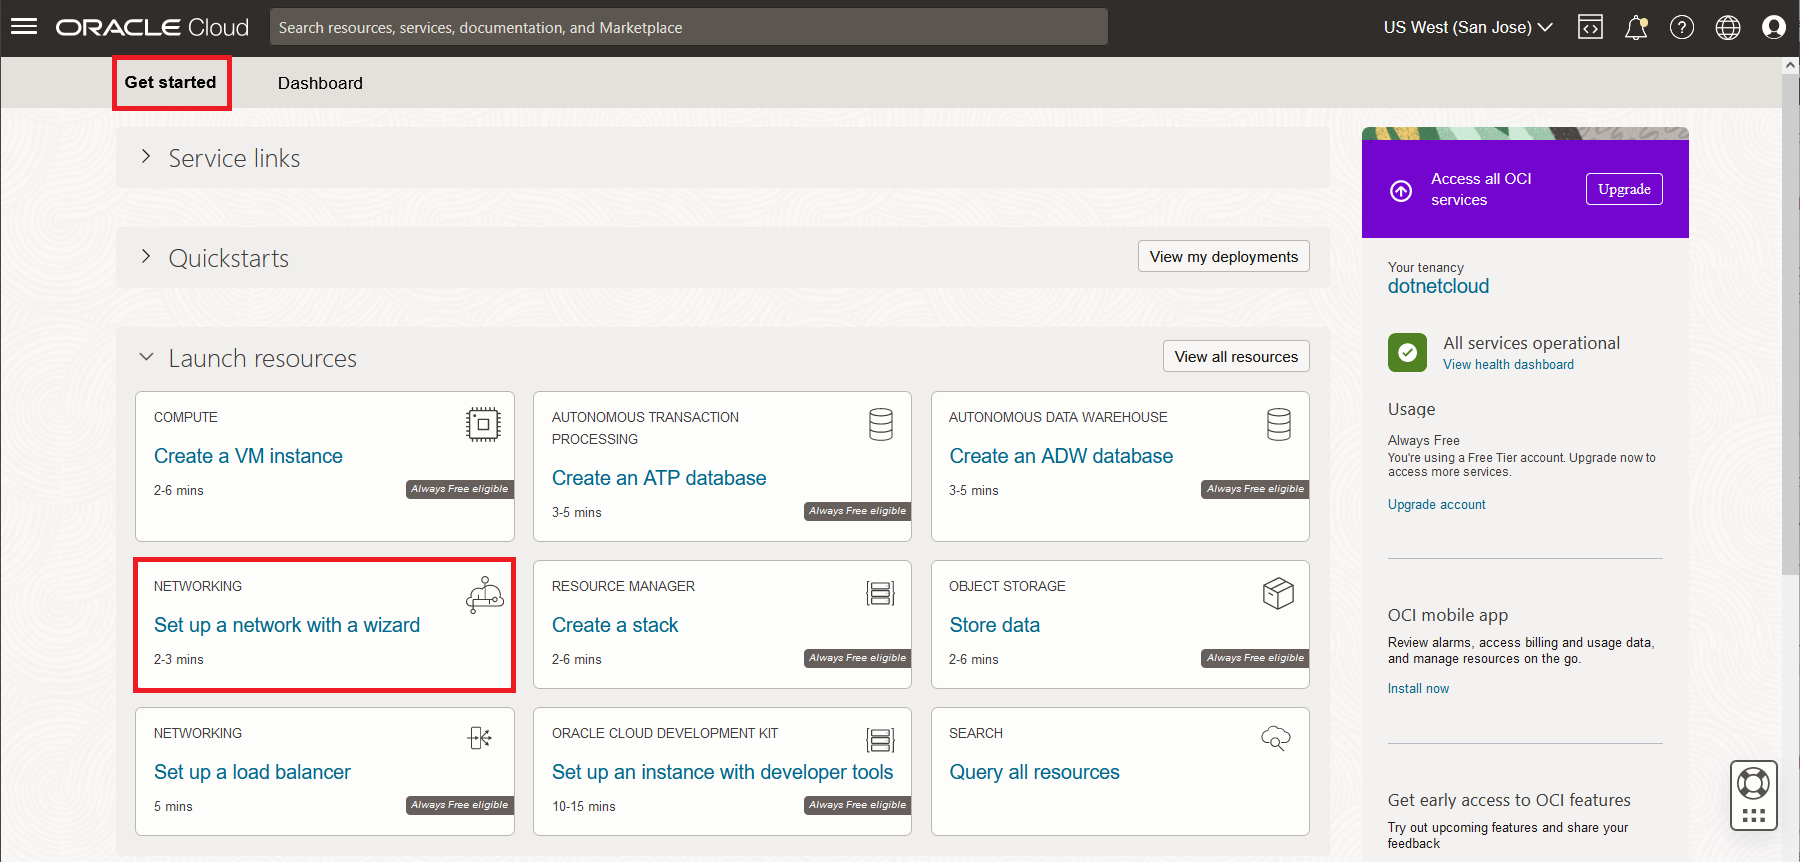 ORACLE Cloud
Search resources, services, documentation, and Marketplace
US West (San Jose)
Get started
Dashboard
Service links
Quickstarts
View my deployments
Launch resources
View all resources
COMPUTE
Create a VM instance
2-6 mins
Always Free eligible
AUTONOMOUS TRANSACTION
PROCESSING
Create an ATP database
3-5 mins
Always Free eligible
AUTONOMOUS DATA WAREHOUSE
Create an ADW database
3-5 mins
Always Free eligible
NETWORKING
Set up a network with a wizard
2-3 mins
RESOURCE MANAGER
Create a stack
2-6 mins
Always Free eligible
OBJECT STORAGE
Store data
2-6 mins
Always Free eligible
NETWORKING
Set up a load balancer
5 mins
Always Free eligible
ORACLE CLOUD DEVELOPMENT KIT
Set up an instance with developer tools
10-15 mins
Always Free eligible
SEARCH
Query all resources
Access all OCI
services
Upgrade
Your tenancy
dotnetcloud
All services operational
View health dashboard
Usage
Always Free
You're using a Free Tier account. Upgrade now to
access more services.
Upgrade account
OCI mobile app
Review alarms, access billing and usage data,
and manage resources on the go.
Install now
Get early access to OCI features
Try out upcoming features and share your
feedback